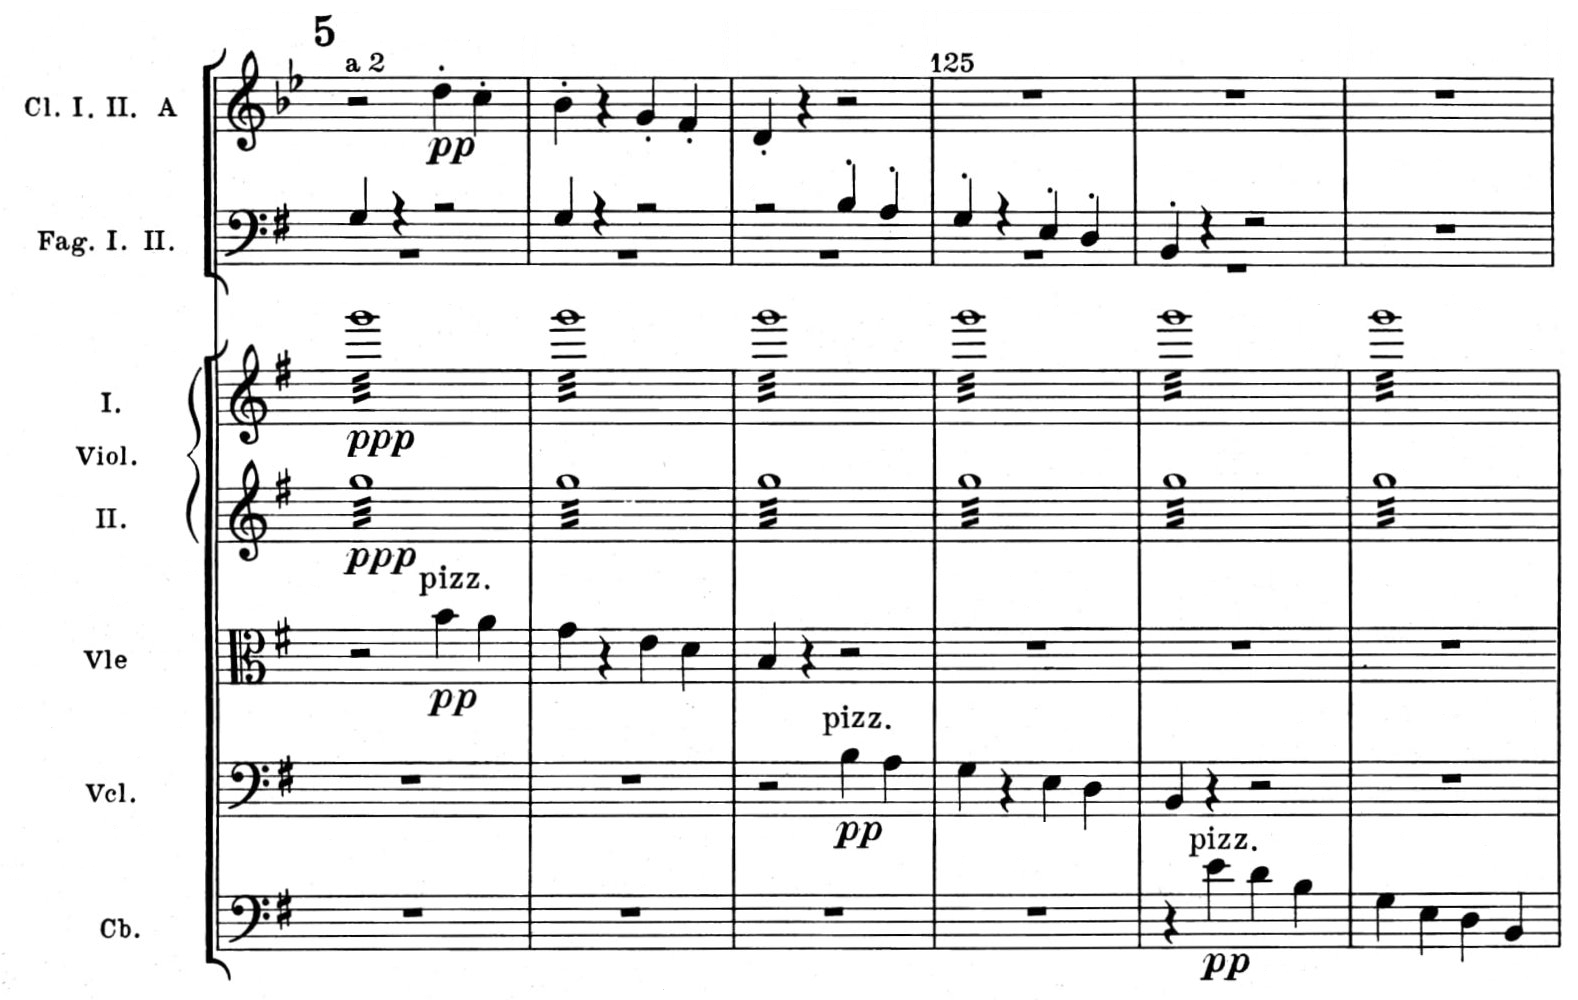 5
a 2
125
Cl. I. II. A
pp
Fag. I. II.
I.
ppp
Viol.
II.
ppp
pizz.
Vle
pp
pizz.
Vcl.
pp
pizz.
Cb.
pp